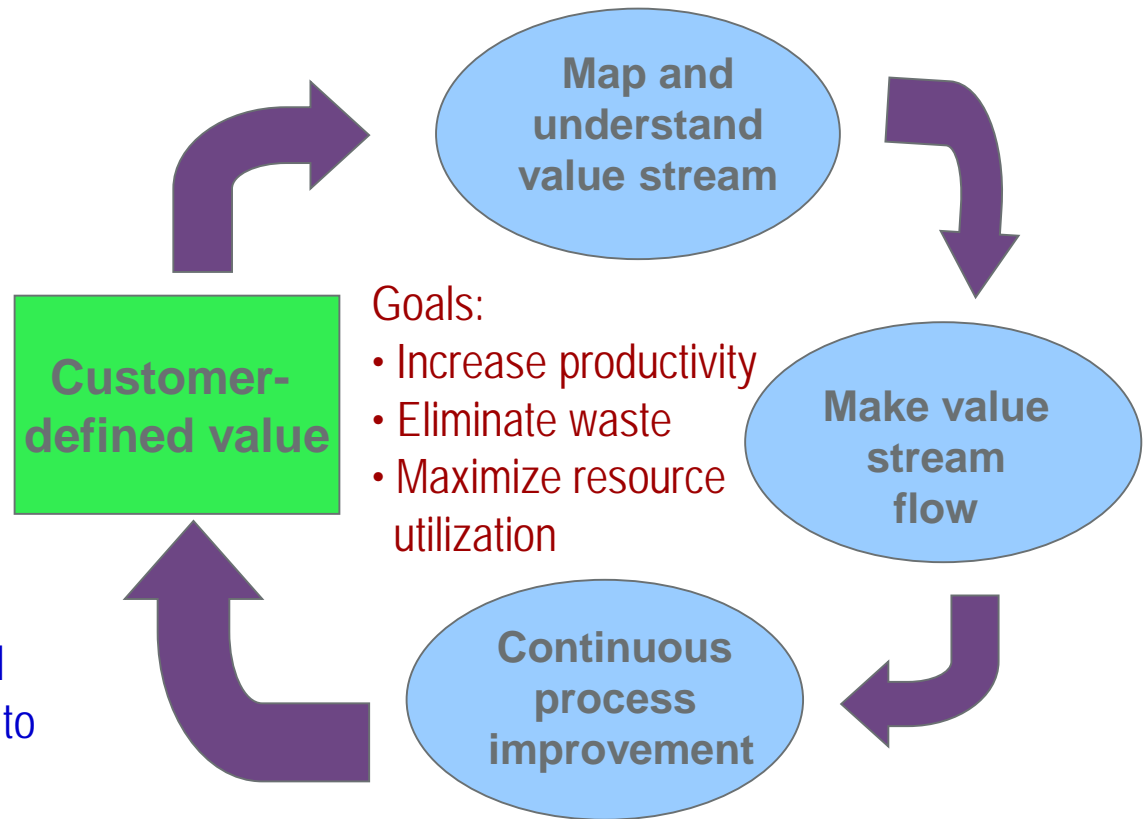 Map and
understand
value stream
Goals:
• Increase productivity
• Eliminate waste
• Maximize resource
utilization
Customer-
defined value
Make value
stream
flow
Continuous
process
improvement
to